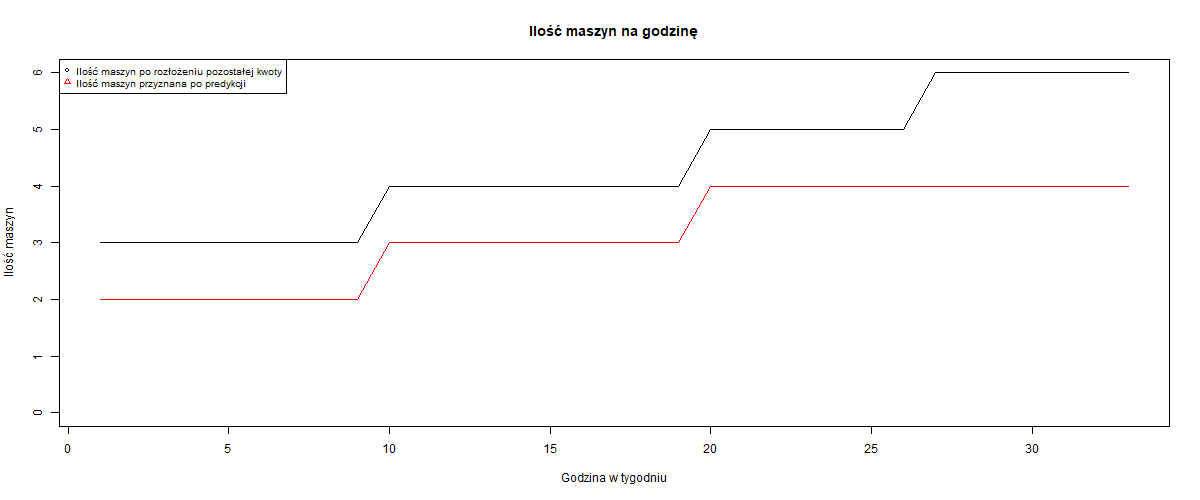 Ilość maszyn na godzinę
Ilość maszyn po rozłożeniu pozostałej kwoty
Ilość maszyn przyznana po predykcji
Ilość maszyn
6
5
4
3
2
1
0
0 5 10 15 20 25 30
Godzina w tygodniu